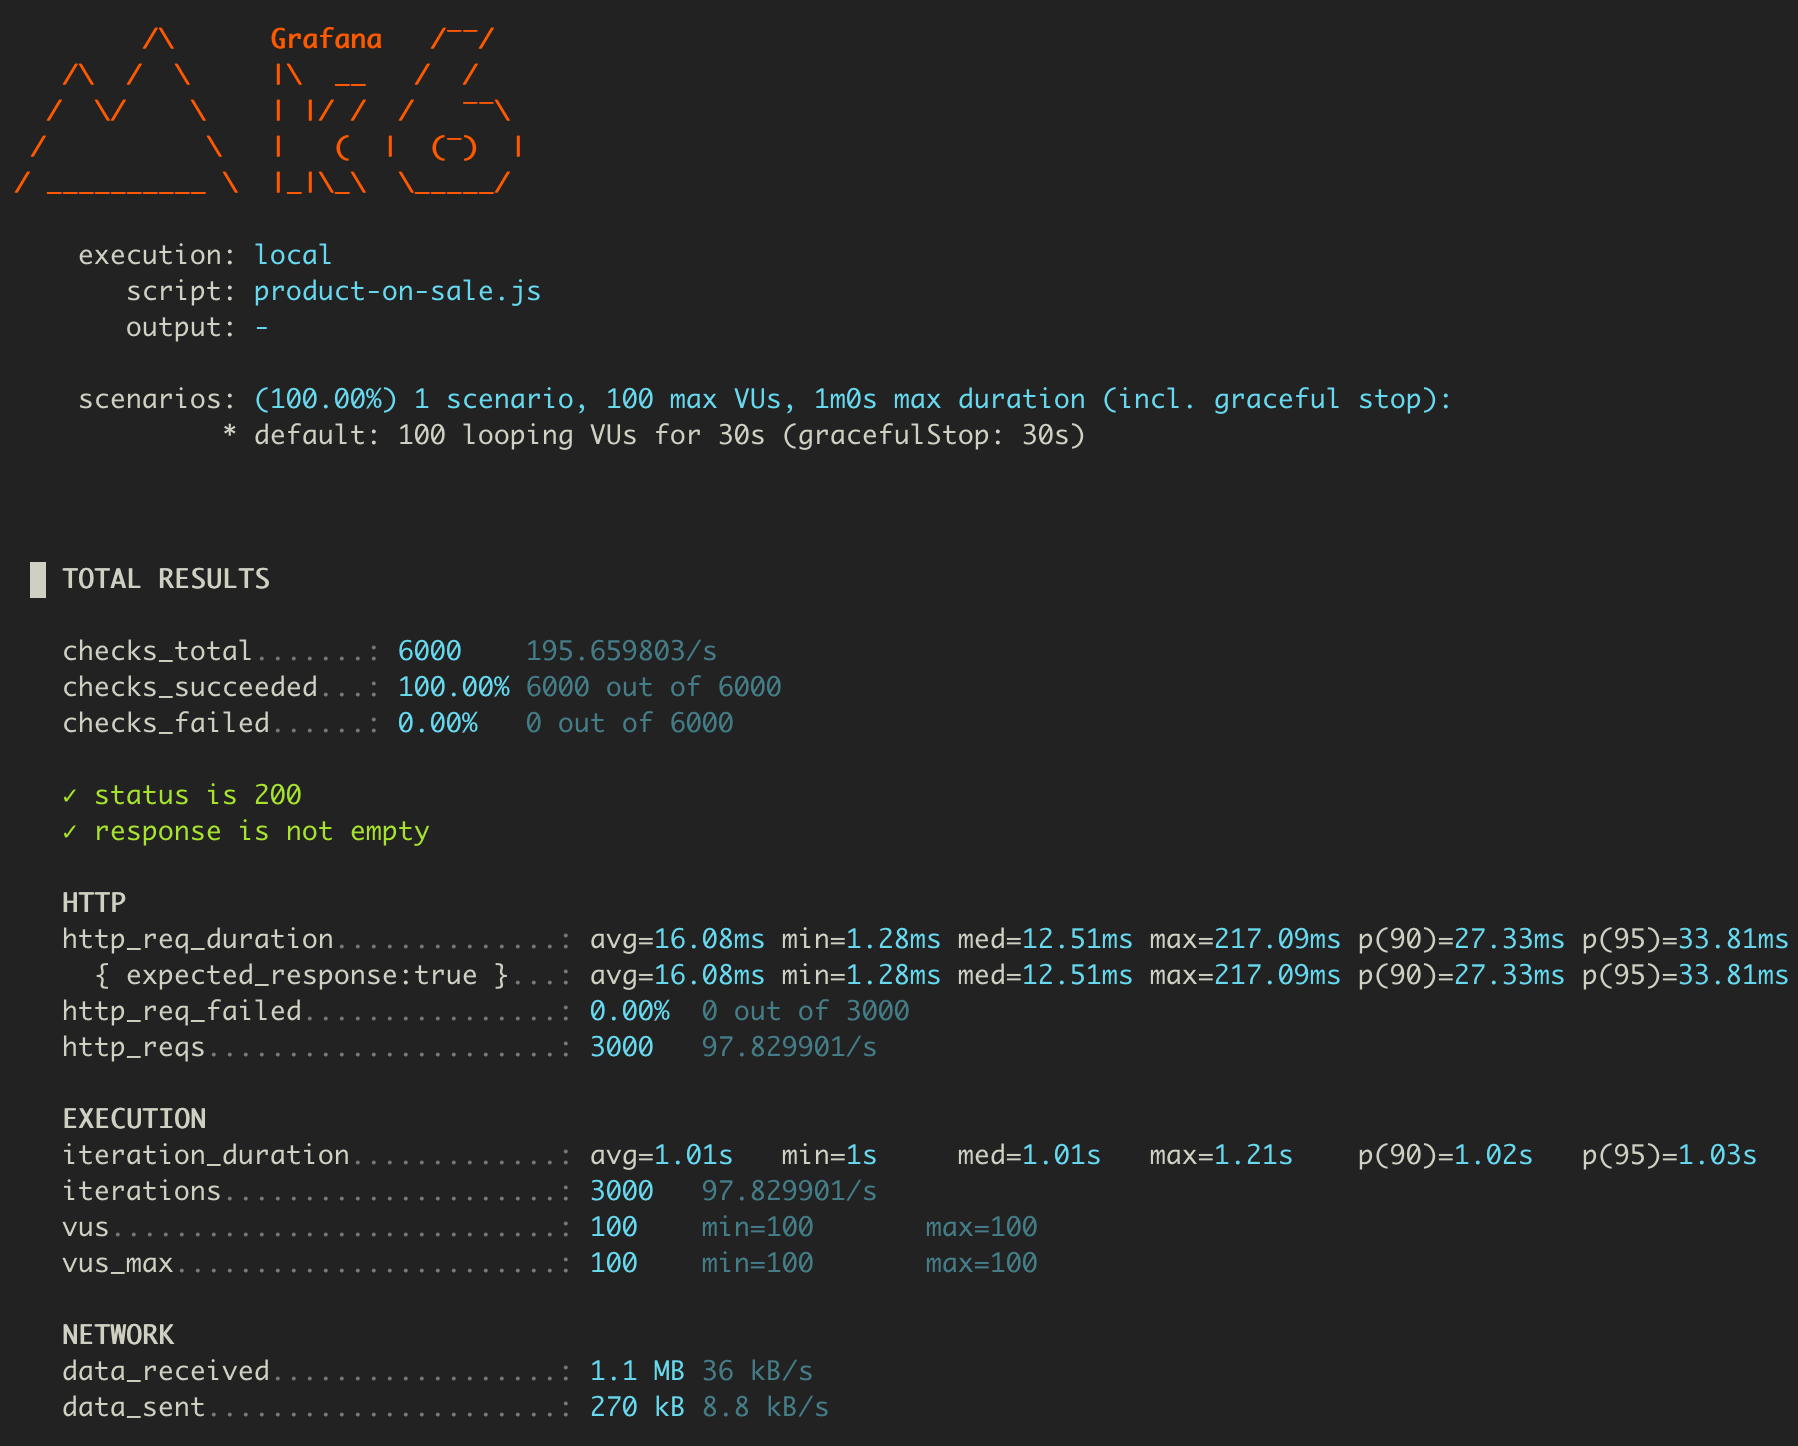 /\      Grafana   /‾‾/
    /\  /  \     |\  __   /  /
   /  \/    \    | |/ /  /   ‾‾\
  /          \   |   (  |  (‾)  |
 / __________ \  |_|\_\  \_____/
execution: local
script: product-on-sale.js
output: -
scenarios: (100.00%) 1 scenario, 100 max VUs, 1m0s max duration (incl. graceful stop):
* default: 100 looping VUs for 30s (gracefulStop: 30s)
█ TOTAL RESULTS
checks_total.......: 6000    195.659803/s
checks_succeeded...: 100.00% 6000 out of 6000
checks_failed......: 0.00%   0 out of 6000
✓ status is 200
✓ response is not empty
HTTP
http_req_duration..............: avg=16.08ms min=1.28ms med=12.51ms max=217.09ms p(90)=27.33ms p(95)=33.81ms
{ expected_response:true }...: avg=16.08ms min=1.28ms med=12.51ms max=217.09ms p(90)=27.33ms p(95)=33.81ms
http_req_failed................: 0.00%  0 out of 3000
http_reqs......................: 3000   97.829901/s
EXECUTION
iteration_duration.............: avg=1.01s   min=1s     med=1.01s   max=1.21s    p(90)=1.02s   p(95)=1.03s
iterations.....................: 3000   97.829901/s
vus............................: 100    min=100       max=100
vus_max........................: 100    min=100       max=100
NETWORK
data_received..................: 1.1 MB 36 kB/s
data_sent......................: 270 kB 8.8 kB/s